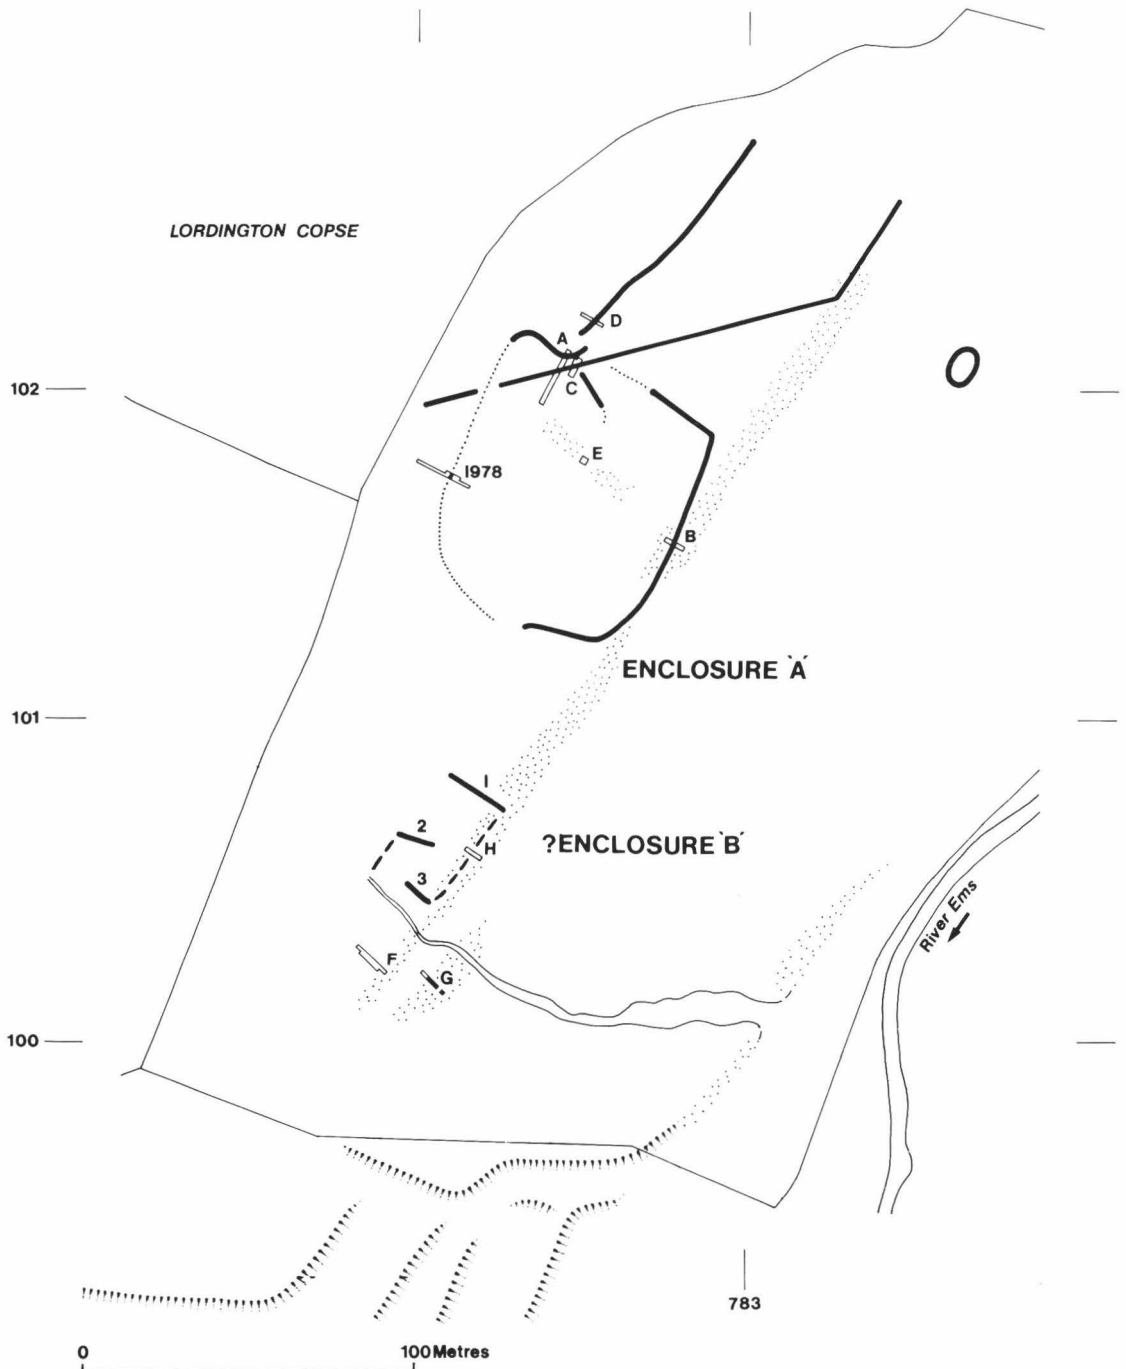 LORDINGTON COPSE
D
A
102
C
E
1978
B
ENCLOSURE 'A'
101
1
2
?ENCLOSURE 'B'
H
3
River Ems
F
G
100
783
0 100 Metres